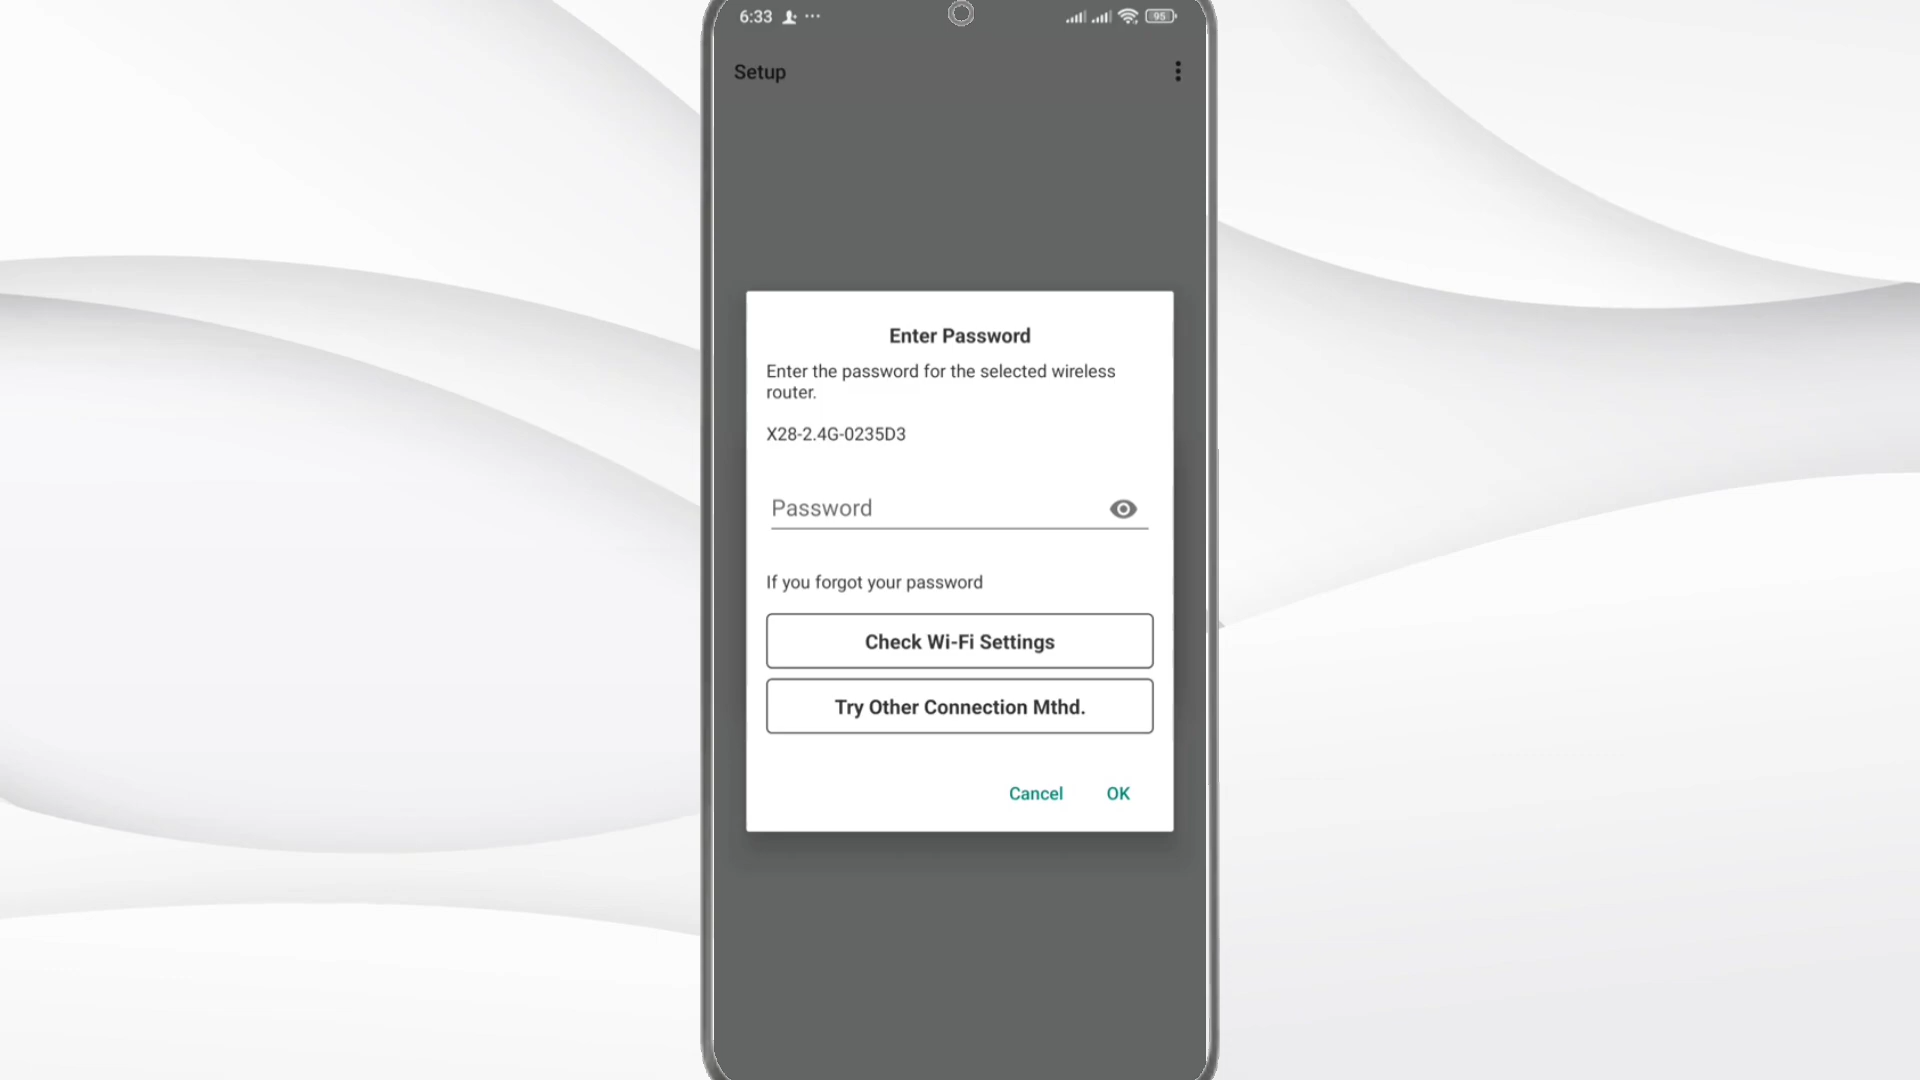 6:33
95
Setup
Enter Password
Enter the password for the selected wireless
router.
X28-2.4G-0235D3
Password
If you forgot your password
Check Wi-Fi Settings
Try Other Connection Mthd.
Cancel OK